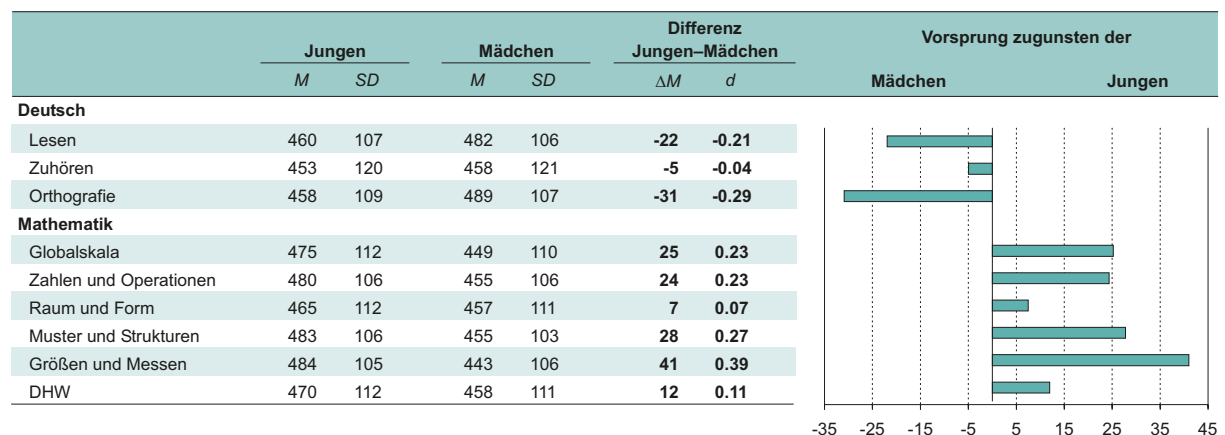 Differenz
Jungen Mädchen Jungen–Mädchen Vorsprung zugunsten der
M SD M SD ΔM d Mädchen Jungen
Deutsch
Lesen 460 107 482 106 -22 -0.21
Zuhören 453 120 458 121 -5 -0.04
Orthografie 458 109 489 107 -31 -0.29
Mathematik
Globalskala 475 112 449 110 25 0.23
Zahlen und Operationen 480 106 455 106 24 0.23
Raum und Form 465 112 457 111 7 0.07
Muster und Strukturen 483 106 455 103 28 0.27
Größen und Messen 484 105 443 106 41 0.39
DHW 470 112 458 111 12 0.11
-35 -25 -15 -5 5 15 25 35 45